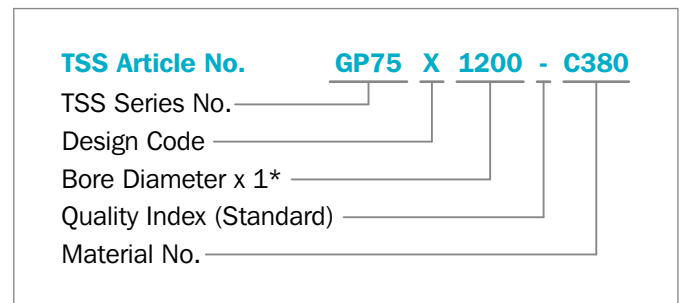 TSS Article No. GP75 X 1200 - C380
TSS Series No.
Design Code
Bore Diameter x 1*
Quality Index (Standard)
Material No.